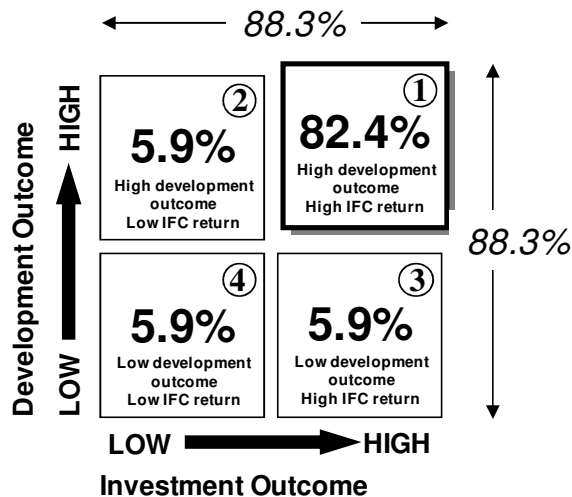 88.3%
Development Outcome
LOW
HIGH
2
5.9%
High development
outcome
Low IFC return
1
82.4%
High development
outcome
High IFC return
88.3%
4
5.9%
Low development
outcome
Low IFC return
3
5.9%
Low development
outcome
High IFC return
LOW
HIGH
Investment Outcome